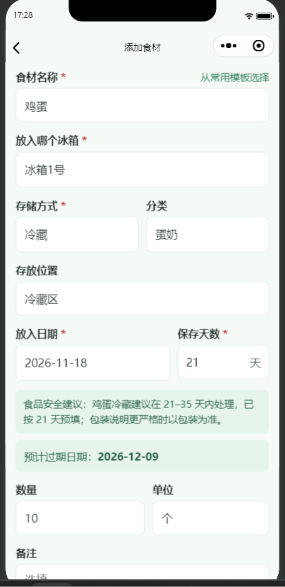 17:28
添加食材
食材名称 *
从常用模板选择
鸡蛋
放入哪个冰箱 *
冰箱1号
存储方式 *
分类
冷藏
蛋奶
存放位置
冷藏区
放入日期 *
保存天数 *
2026-11-18
21
天
食品安全建议：鸡蛋冷藏建议在 21–35 天内处理，已
按 21 天预填；包装说明更严格时以包装为准。
预计过期日期：2026-12-09
数量
单位
10
个
备注
选填